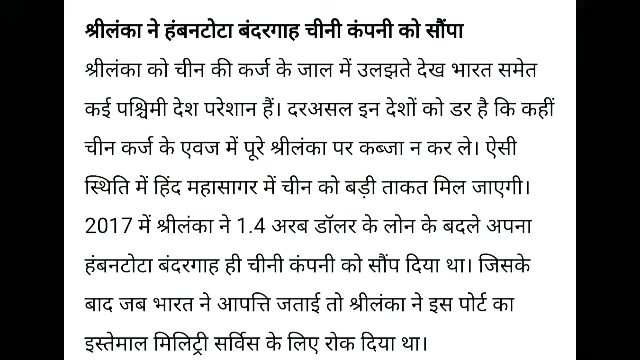 श्रीलंका ने हंबनटोटा बंदरगाह चीनी कंपनी को सौंपा
श्रीलंका को चीन की कर्ज के जाल में उलझते देख भारत समेत
कई पश्चिमी देश परेशान हैं। दरअसल इन देशों को डर है कि कहीं
चीन कर्ज के एवज में पूरे श्रीलंका पर कब्जा न कर ले। ऐसी
स्थिति में हिंद महासागर में चीन को बड़ी ताकत मिल जाएगी।
2017 में श्रीलंका ने 1.4 अरब डॉलर के लोन के बदले अपना
हंबनटोटा बंदरगाह ही चीनी कंपनी को सौंप दिया था। जिसके
बाद जब भारत ने आपत्ति जताई तो श्रीलंका ने इस पोर्ट का
इस्तेमाल मिलिट्री सर्विस के लिए रोक दिया था।